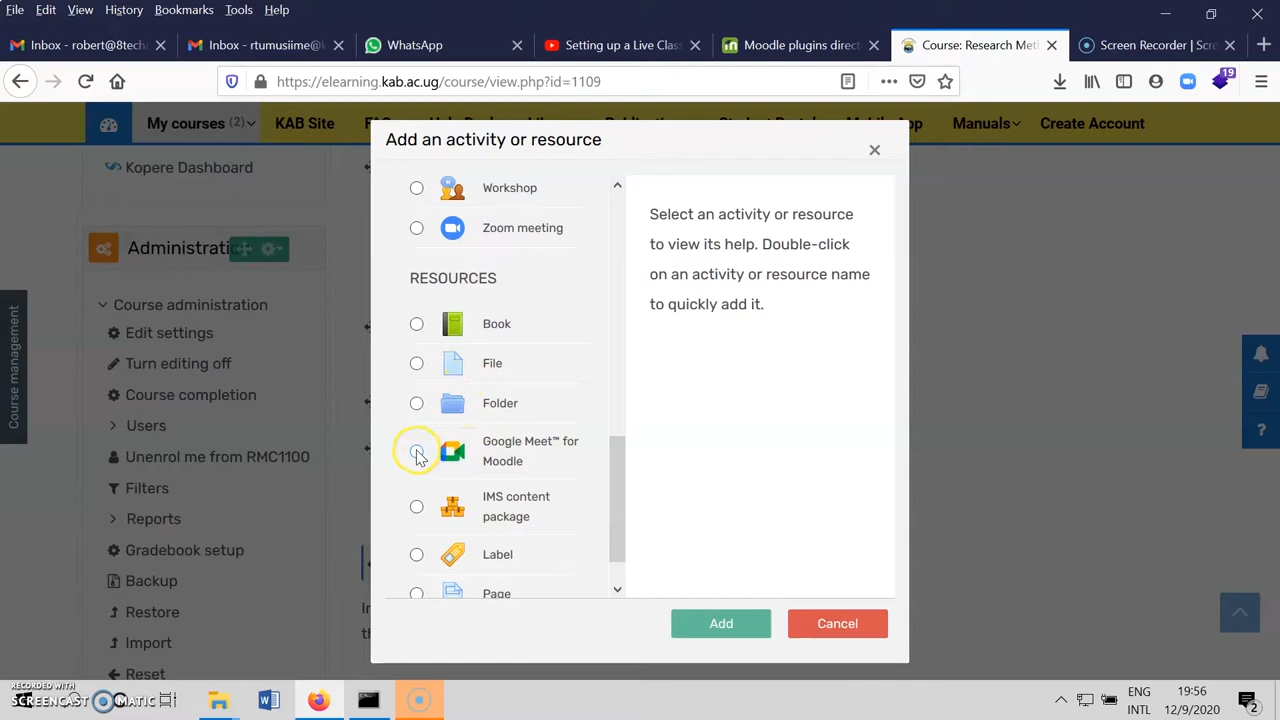 File Edit View History Bookmarks Tools Help
Inbox - robert@8tech
Inbox - rtumusiime@k
WhatsApp
Setting up a Live Clas
Moodle plugins direct
Course: Research Met
Screen Recorder | Scr
https://elearning.kab.ac.ug/course/view.php?id=1109
19
My courses (2) KAB Site
Manuals Create Account
Kopere Dashboard
Administrati
Course management
Course administration
Edit settings
Turn editing off
Course completion
Users
Unenrol me from RMC1100
Filters
Reports
Gradebook setup
Backup
Restore
Import
Reset
Add an activity or resource
Workshop
Zoom meeting
RESOURCES
Book
File
Folder
Google Meet™ for
Moodle
IMS content
package
Label
Page
Select an activity or resource
to view its help. Double-click
on an activity or resource name
to quickly add it.
Add Cancel
RECORDED WITH
SCREENCAST MATIC
ENG
INTL
19:56
12/9/2020
2